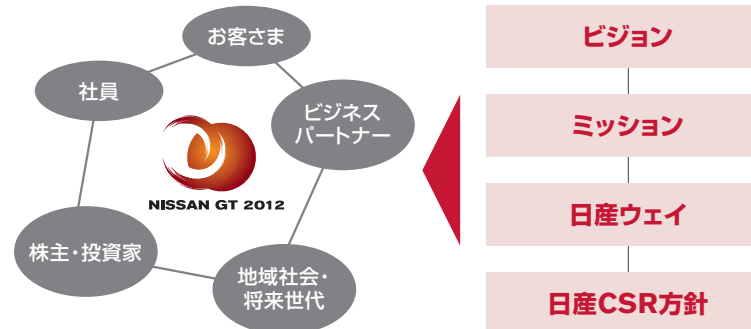 お客さま
社員
ビジネス
パートナー
NISSAN GT 2012
株主・投資家
地域社会・
将来世代
ビジョン
ミッション
日産ウェイ
日産CSR方針